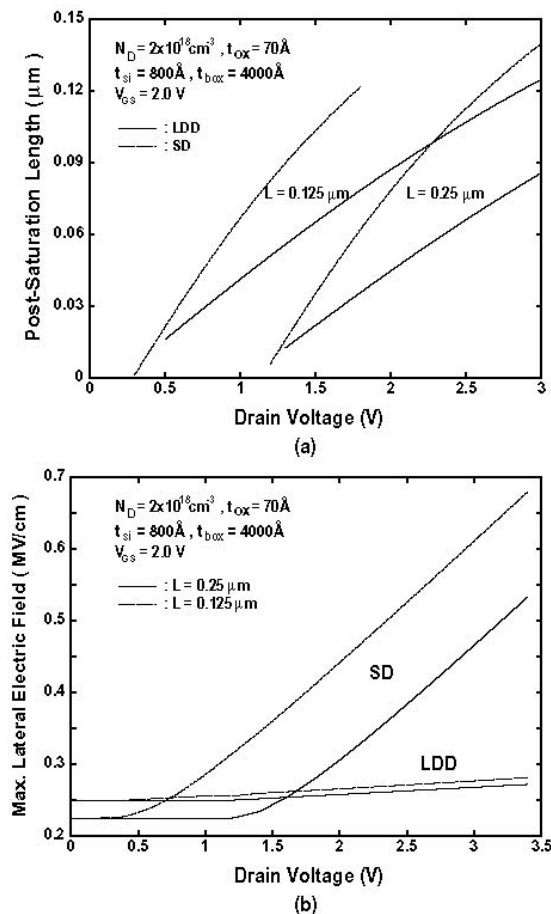 N_D = 2x10^18 cm^-3 , t_ox = 70Å
t_si = 800Å , t_box = 4000Å
V_GS = 2.0 V
: LDD
: SD
L = 0.125 μm
L = 0.25 μm
Post-Saturation Length ( μm )
0.15
0.12
0.09
0.06
0.03
0
0 0.5 1 1.5 2 2.5 3
Drain Voltage (V)
(a)
N_D = 2x10^18 cm^-3 , t_ox = 70Å
t_si = 800Å , t_box = 4000Å
V_GS = 2.0 V
: L = 0.25 μm
: L = 0.125 μm
SD
LDD
Max. Lateral Electric Field ( MV/cm )
0.7
0.6
0.5
0.4
0.3
0.2
0 0.5 1 1.5 2 2.5 3 3.5
Drain Voltage (V)
(b)